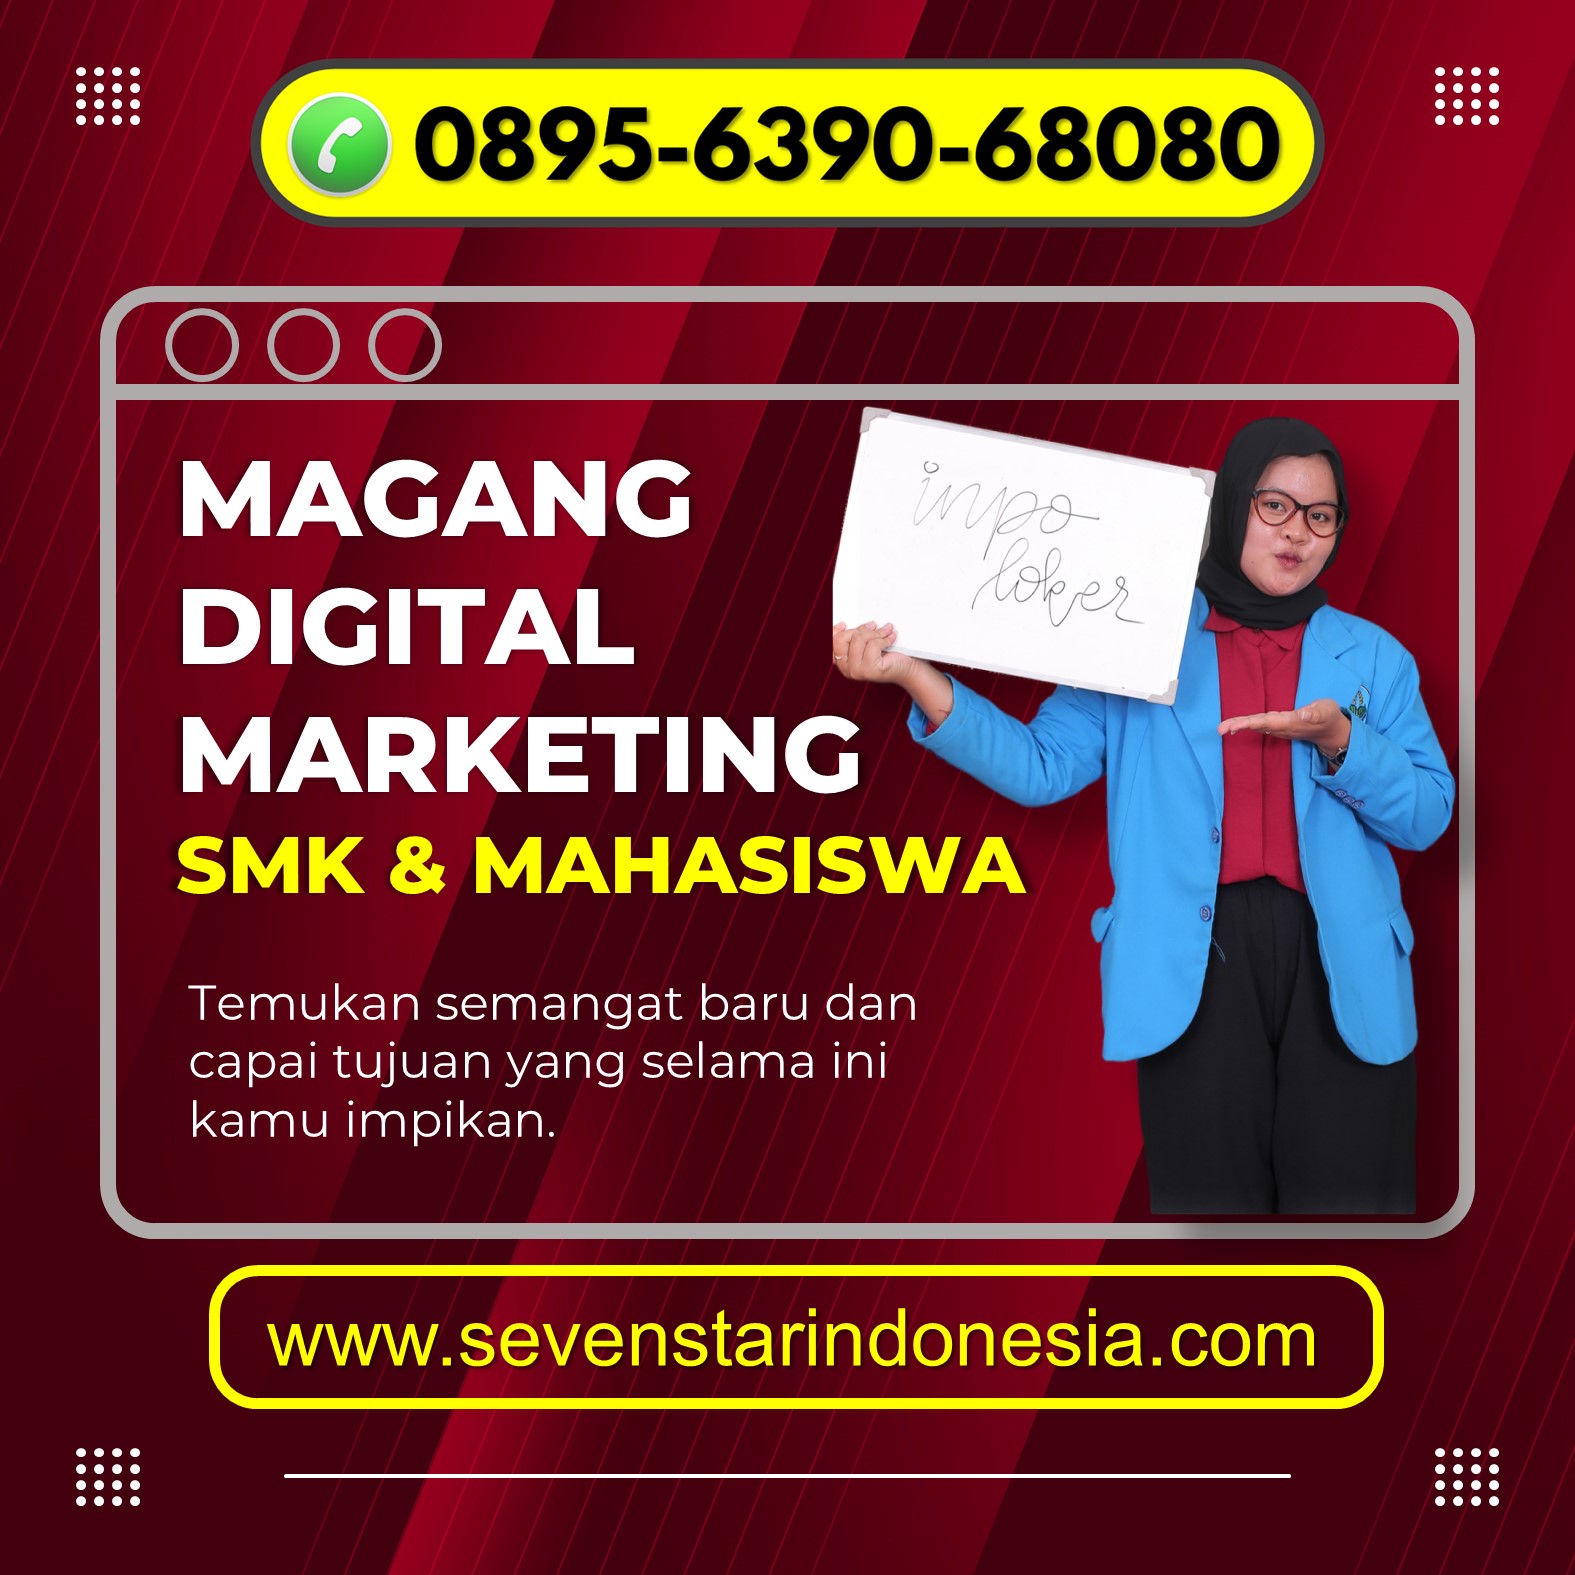 0895-6390-68080
MAGANG
DIGITAL
MARKETING
inpo
loker
SMK & MAHASISWA
Temukan semangat baru dan
capai tujuan yang selama ini
kamu impikan.
www.sevenstarindonesia.com